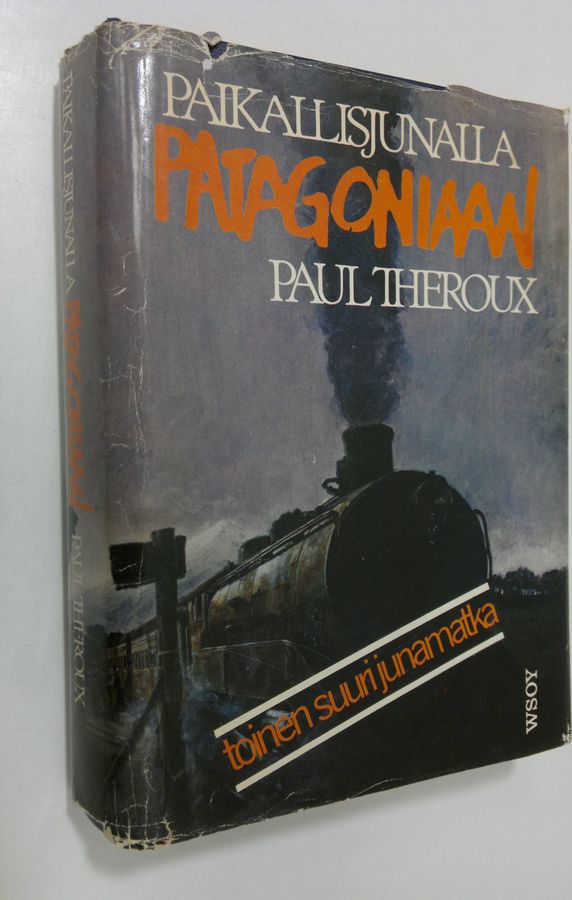 PAIKALLISJUNALLA
PATAGONIAAN
PAUL THEROUX
toinen suuri junamatka
WSOY
PAIKALLISJUNALLA PATAGONIAAN PAUL THEROUX